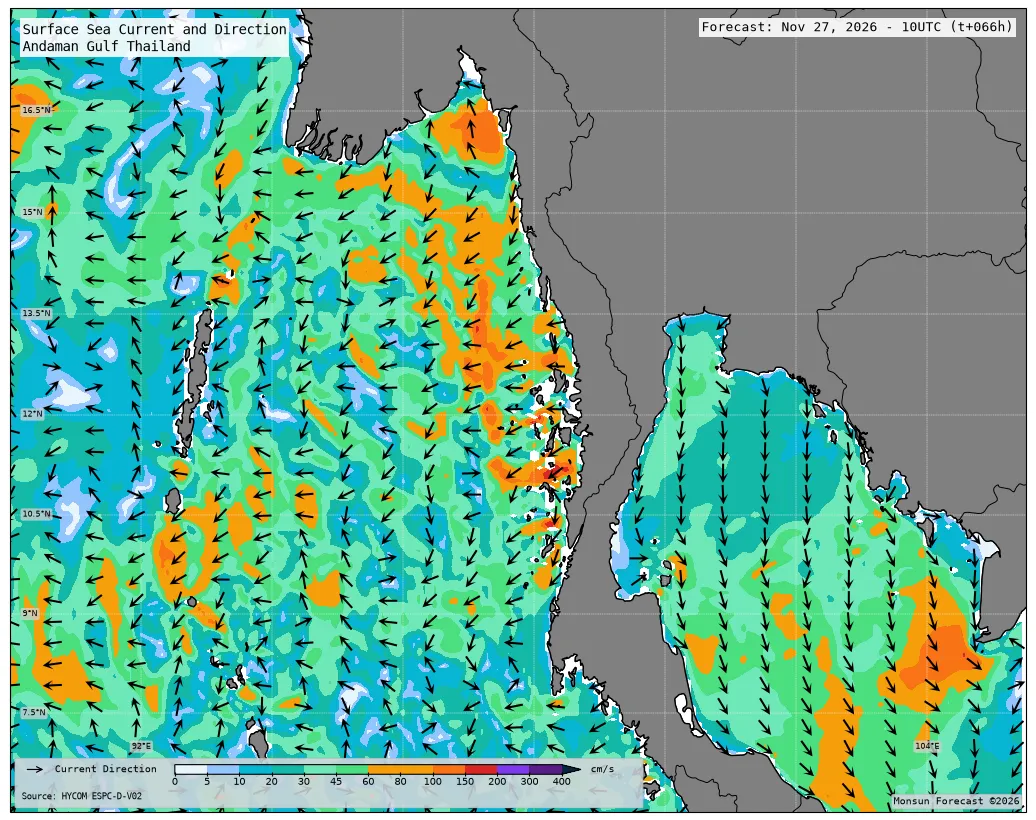 Surface Sea Current and Direction
Andaman Gulf Thailand
Forecast: Nov 27, 2026 - 10UTC (t+066h)
16.5°N
15°N
13.5°N
12°N
10.5°N
9°N
7.5°N
92°E
104°E
Current Direction
0 5 10 20 30 45 60 80 100 150 200 300 400 cm/s
Source: HYCOM ESPC-D-V02
Monsun Forecast ©2026